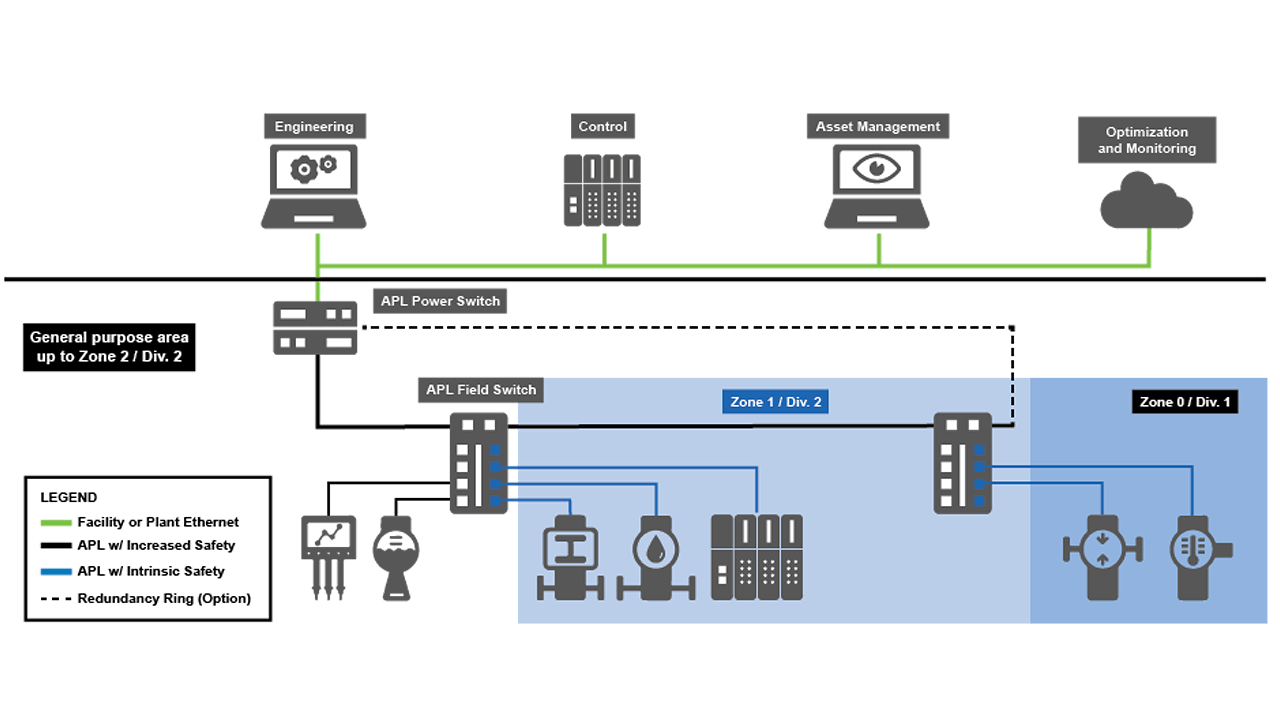 Engineering
Control
Asset Management
Optimization
and Monitoring
APL Power Switch
General purpose area
up to Zone 2 / Div. 2
APL Field Switch
Zone 1 / Div. 2
Zone 0 / Div. 1
LEGEND
Facility or Plant Ethernet
APL w/ Increased Safety
APL w/ Intrinsic Safety
Redundancy Ring (Option)